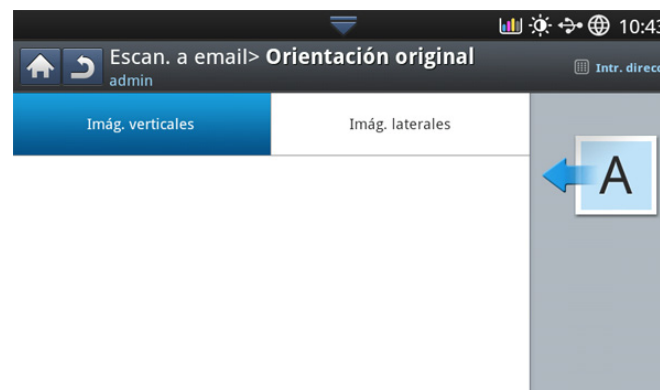 10:43
Escan. a email> Orientación original
admin
Intr. direcc
Imág. verticales
Imág. laterales
A